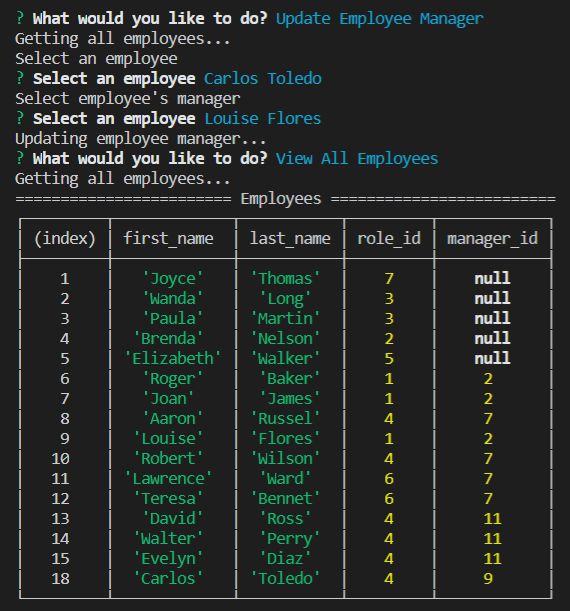 ? What would you like to do? Update Employee Manager
Getting all employees...
Select an employee
? Select an employee Carlos Toledo
Select employee's manager
? Select an employee Louise Flores
Updating employee manager...
? What would you like to do? View All Employees
Getting all employees...
======================== Employees =========================
(index) first_name last_name role_id manager_id
1 'Joyce' 'Thomas' 7 null
2 'Wanda' 'Long' 3 null
3 'Paula' 'Martin' 3 null
4 'Brenda' 'Nelson' 2 null
5 'Elizabeth' 'Walker' 5 null
6 'Roger' 'Baker' 1 2
7 'Joan' 'James' 1 2
8 'Aaron' 'Russel' 4 7
9 'Louise' 'Flores' 1 2
10 'Robert' 'Wilson' 4 7
11 'Lawrence' 'Ward' 6 7
12 'Teresa' 'Bennet' 6 7
13 'David' 'Ross' 4 11
14 'Walter' 'Perry' 4 11
15 'Evelyn' 'Diaz' 4 11
18 'Carlos' 'Toledo' 4 9